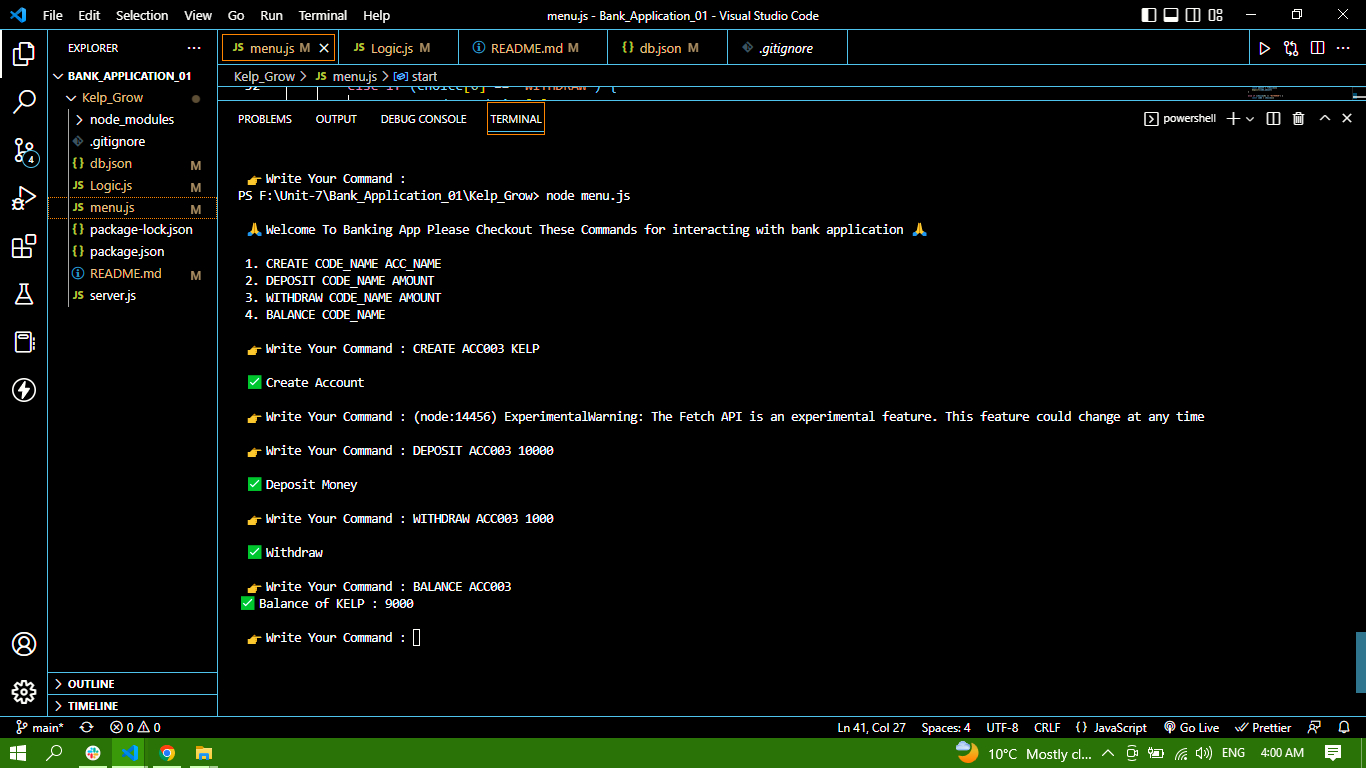 File Edit Selection View Go Run Terminal Help
menu.js - Bank_Application_01 - Visual Studio Code
EXPLORER
JS menu.js M
JS Logic.js M
README.md M
{} db.json M
.gitignore
BANK_APPLICATION_01
Kelp_Grow > JS menu.js > start
Kelp_Grow
node_modules
.gitignore
{} db.json M
JS Logic.js M
JS menu.js M
{} package-lock.json
{} package.json
README.md M
JS server.js
4
PROBLEMS OUTPUT DEBUG CONSOLE TERMINAL
powershell
👉 Write Your Command :
PS F:\Unit-7\Bank_Application_01\Kelp_Grow> node menu.js
🙏 Welcome To Banking App Please Checkout These Commands for interacting with bank application 🙏
1. CREATE CODE_NAME ACC_NAME
2. DEPOSIT CODE_NAME AMOUNT
3. WITHDRAW CODE_NAME AMOUNT
4. BALANCE CODE_NAME
👉 Write Your Command : CREATE ACC003 KELP
✅ Create Account
👉 Write Your Command : (node:14456) ExperimentalWarning: The Fetch API is an experimental feature. This feature could change at any time
👉 Write Your Command : DEPOSIT ACC003 10000
✅ Deposit Money
👉 Write Your Command : WITHDRAW ACC003 1000
✅ Withdraw
👉 Write Your Command : BALANCE ACC003
✅ Balance of KELP : 9000
👉 Write Your Command :
OUTLINE
TIMELINE
main* 0 0
Ln 41, Col 27 Spaces: 4 UTF-8 CRLF {} JavaScript Go Live Prettier
10°C Mostly cl... ENG 4:00 AM